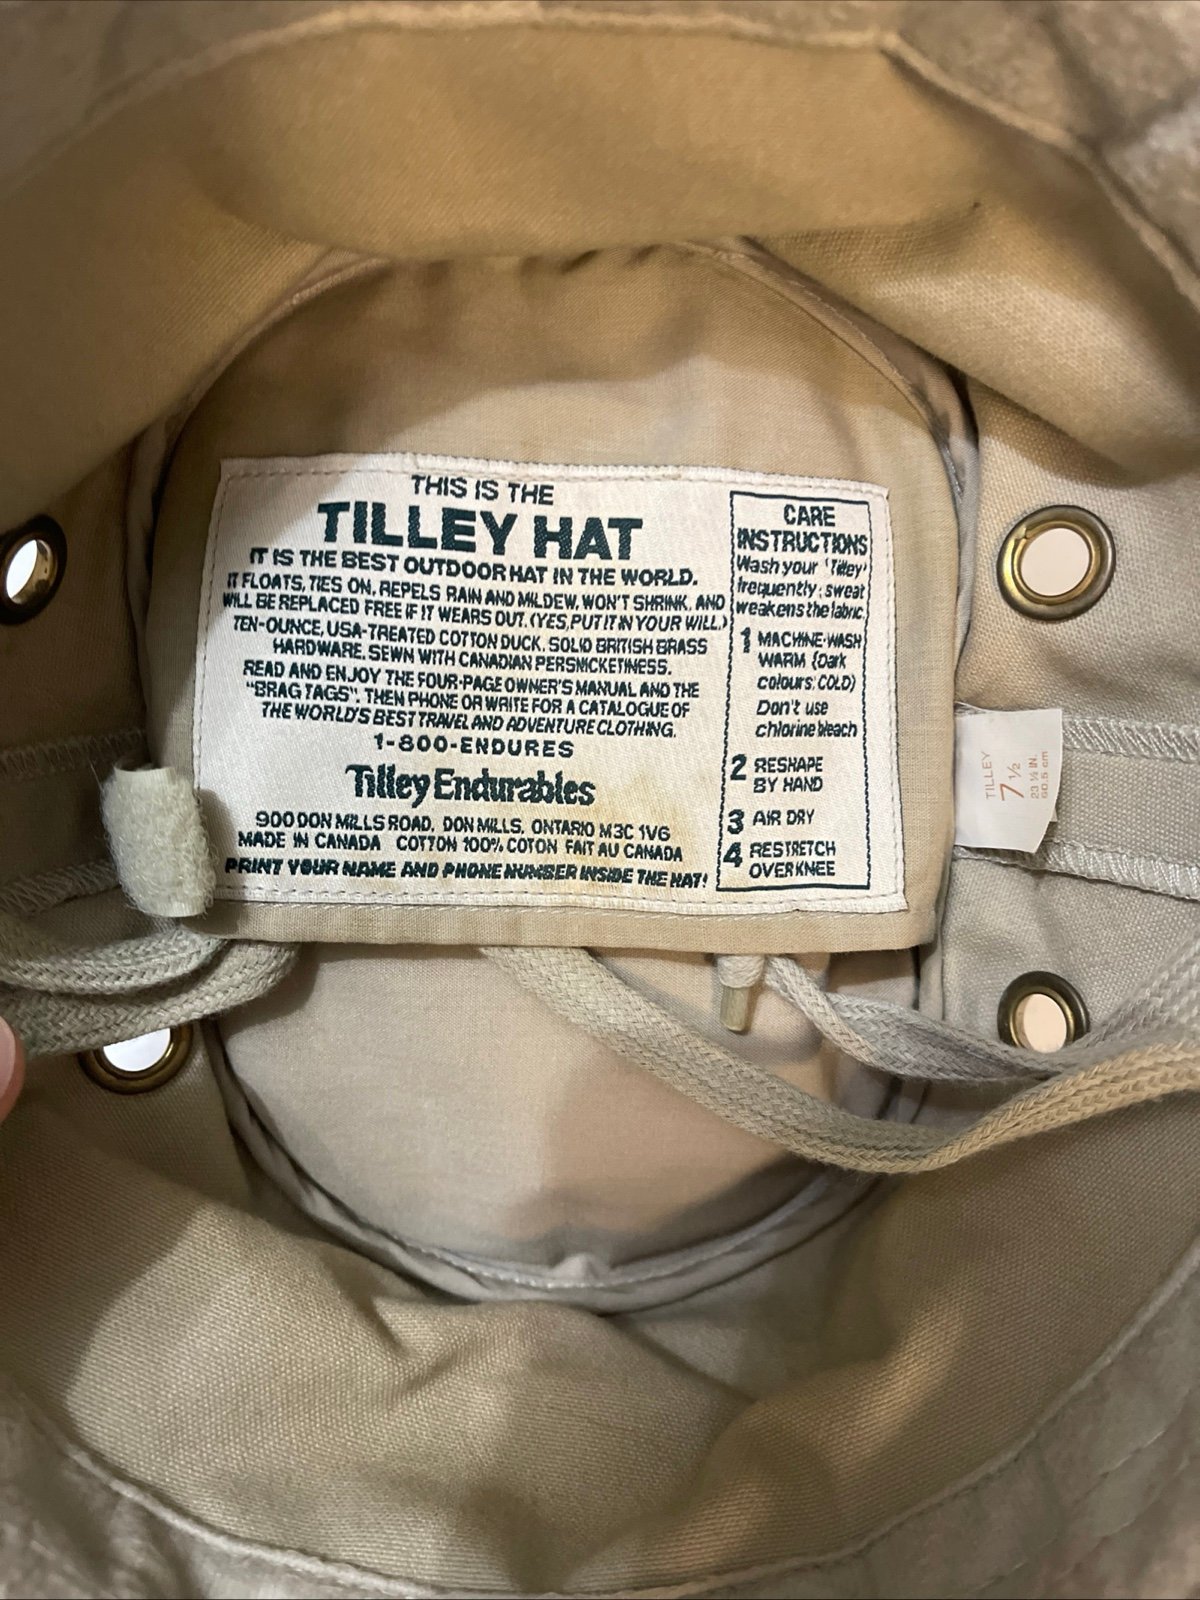 THIS IS THE
TILLEY HAT
IT IS THE BEST OUTDOOR HAT IN THE WORLD.
IT FLOATS, TIES ON, REPELS RAIN AND MILDEW, WON'T SHRINK, AND
WILL BE REPLACED FREE IF IT WEARS OUT. (YES, PUT IT IN YOUR WILL.)
TEN-OUNCE, USA-TREATED COTTON DUCK. SOLID BRITISH BRASS
HARDWARE. SEWN WITH CANADIAN PERSNICKETINESS.
READ AND ENJOY THE FOUR-PAGE OWNER'S MANUAL AND THE
"BRAG TAGS". THEN PHONE OR WRITE FOR A CATALOGUE OF
THE WORLD'S BEST TRAVEL AND ADVENTURE CLOTHING.
1-800-ENDURES
Tilley Endurables
900 DON MILLS ROAD, DON MILLS, ONTARIO M3C 1V6
MADE IN CANADA COTTON 100% COTON FAIT AU CANADA
PRINT YOUR NAME AND PHONE NUMBER INSIDE THE HAT!
CARE
INSTRUCTIONS
Wash your 'Tilley'
frequently; sweat
weakens the fabric.
1 MACHINE-WASH
WARM (Dark
colours: COLD)
Don't use
chlorine bleach
2 RESHAPE
BY HAND
3 AIR DRY
4 RESTRETCH
OVER KNEE
TILLEY
7 1/2
23 ¾ IN.
60.5 cm